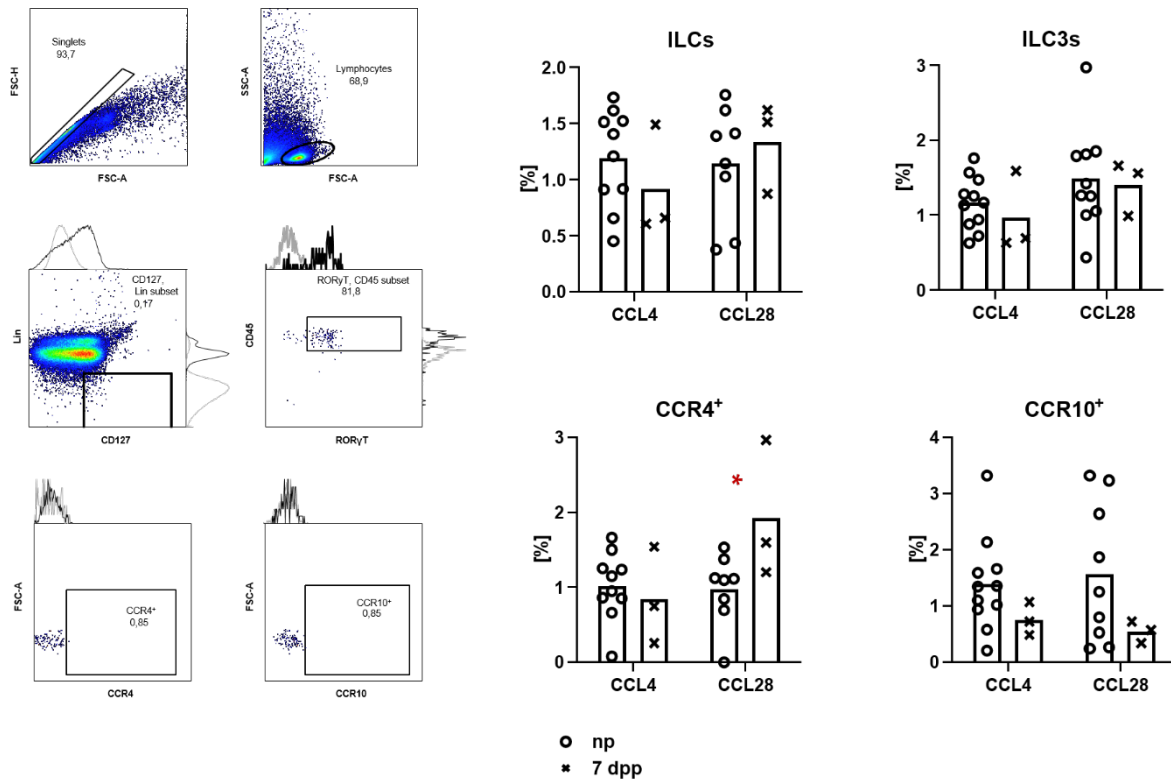 Singlets
93,7
FSC-H
FSC-A
Lymphocytes
68,9
SSC-A
FSC-A
CD127,
Lin subset
0,17
Lin
CD127
RORγT, CD45 subset
81,8
CD45
RORγT
CCR4+
0,85
FSC-A
CCR4
CCR10+
0,85
FSC-A
CCR10
ILCs
[%]
2.0
1.5
1.0
0.5
0.0
CCL4 CCL28
ILC3s
[%]
3
2
1
0
CCL4 CCL28
CCR4⁺
[%]
3
2
1
0
*
CCL4 CCL28
CCR10⁺
[%]
4
3
2
1
0
CCL4 CCL28
np
7 dpp